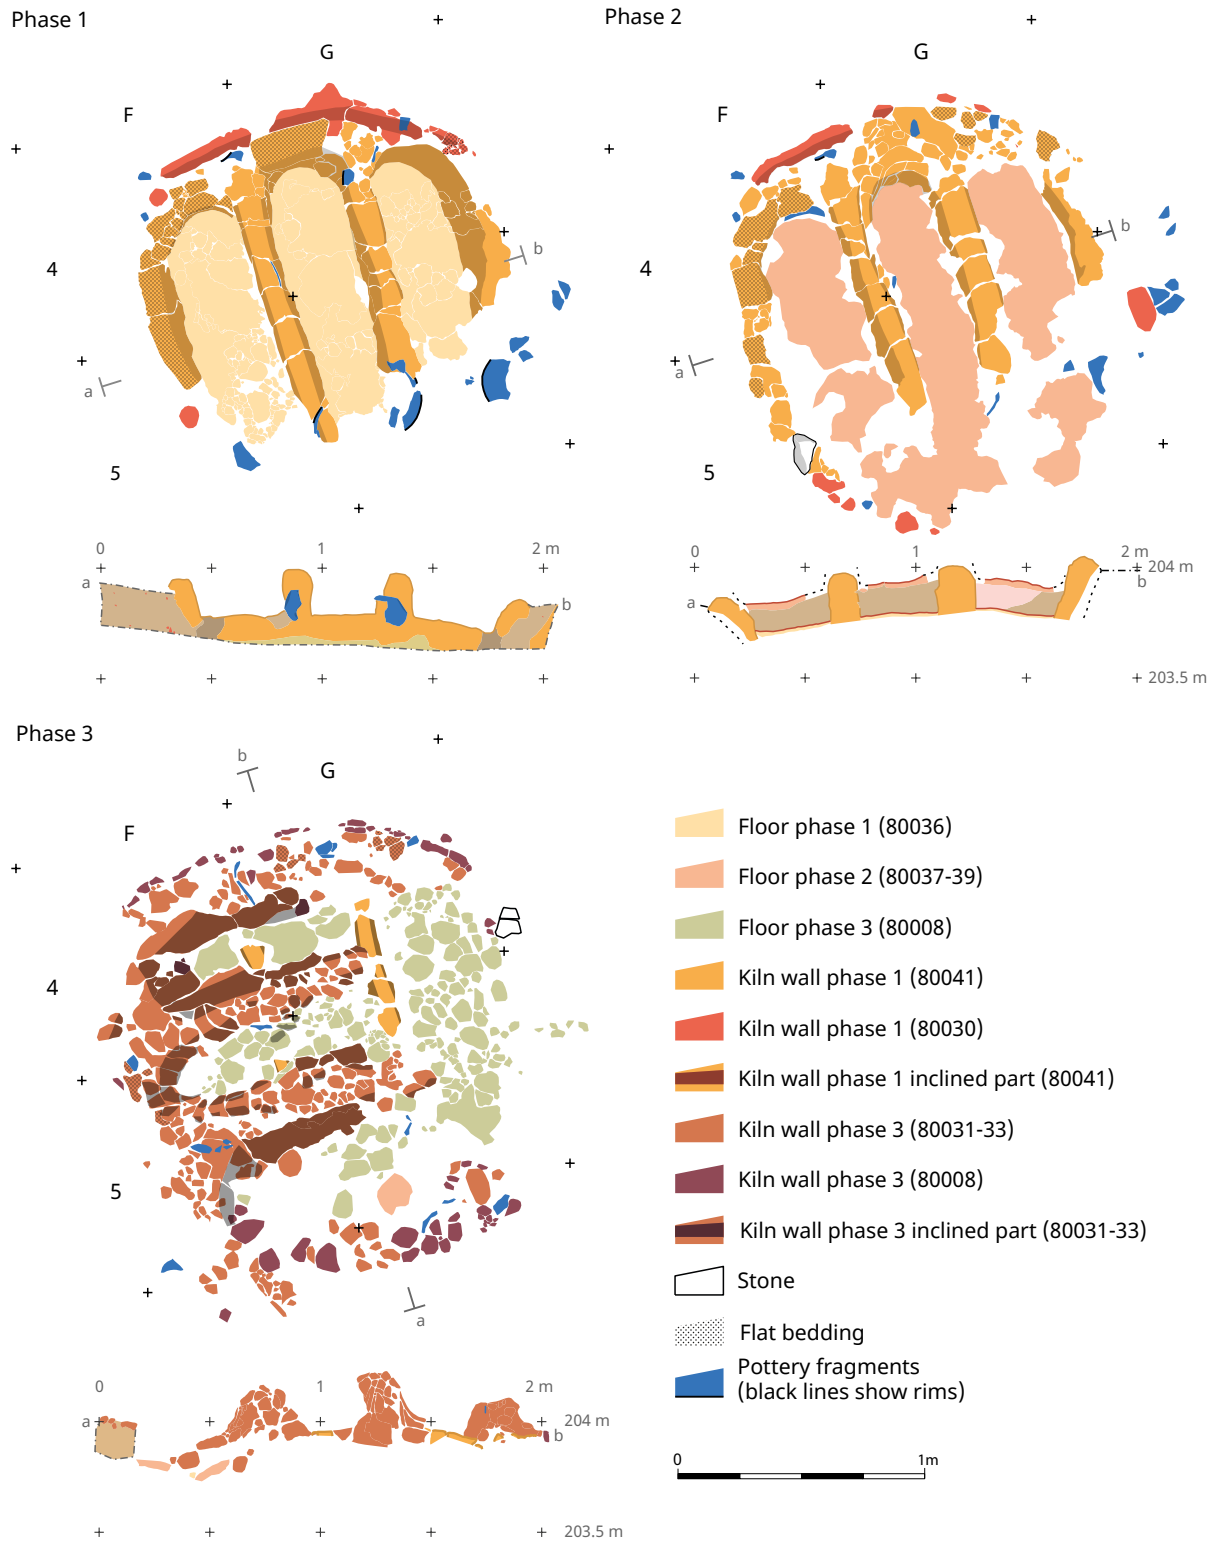 Phase 1
G
F
4
b
a
5
0
1
2 m
a
b
Phase 2
G
F
4
b
a
5
0
1
2 m
204 m
a
b
203.5 m
Phase 3
b
G
F
4
5
a
0
1
2 m
a
204 m
b
203.5 m
Floor phase 1 (80036)
Floor phase 2 (80037-39)
Floor phase 3 (80008)
Kiln wall phase 1 (80041)
Kiln wall phase 1 (80030)
Kiln wall phase 1 inclined part (80041)
Kiln wall phase 3 (80031-33)
Kiln wall phase 3 (80008)
Kiln wall phase 3 inclined part (80031-33)
Stone
Flat bedding
Pottery fragments
(black lines show rims)
0
1m